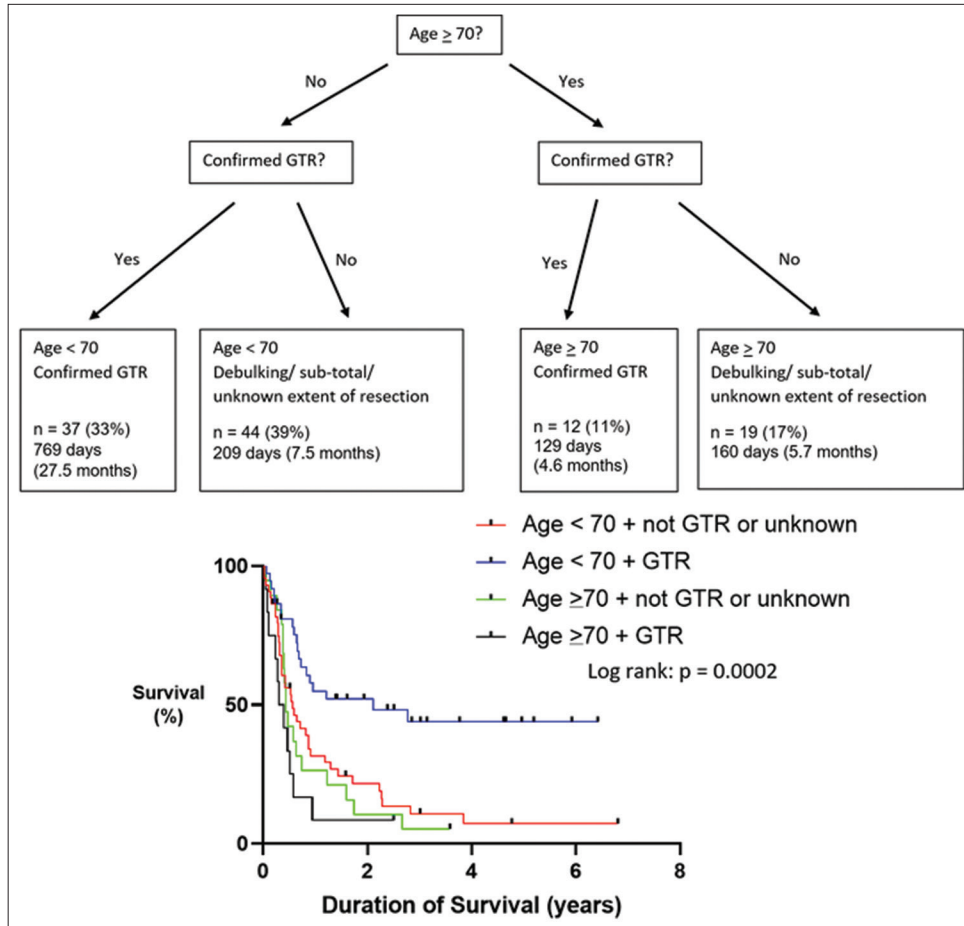 Age ≥ 70?
No
Yes
Confirmed GTR?
Confirmed GTR?
Yes
No
Yes
No
Age < 70
Confirmed GTR
n = 37 (33%)
769 days
(27.5 months)
Age < 70
Debulking/ sub-total/
unknown extent of resection
n = 44 (39%)
209 days (7.5 months)
Age ≥ 70
Confirmed GTR
n = 12 (11%)
129 days
(4.6 months)
Age ≥ 70
Debulking/ sub-total/
unknown extent of resection
n = 19 (17%)
160 days (5.7 months)
Age < 70 + not GTR or unknown
Age < 70 + GTR
Age ≥70 + not GTR or unknown
Age ≥70 + GTR
Log rank: p = 0.0002
Survival
(%)
100
50
0
0
2
4
6
8
Duration of Survival (years)